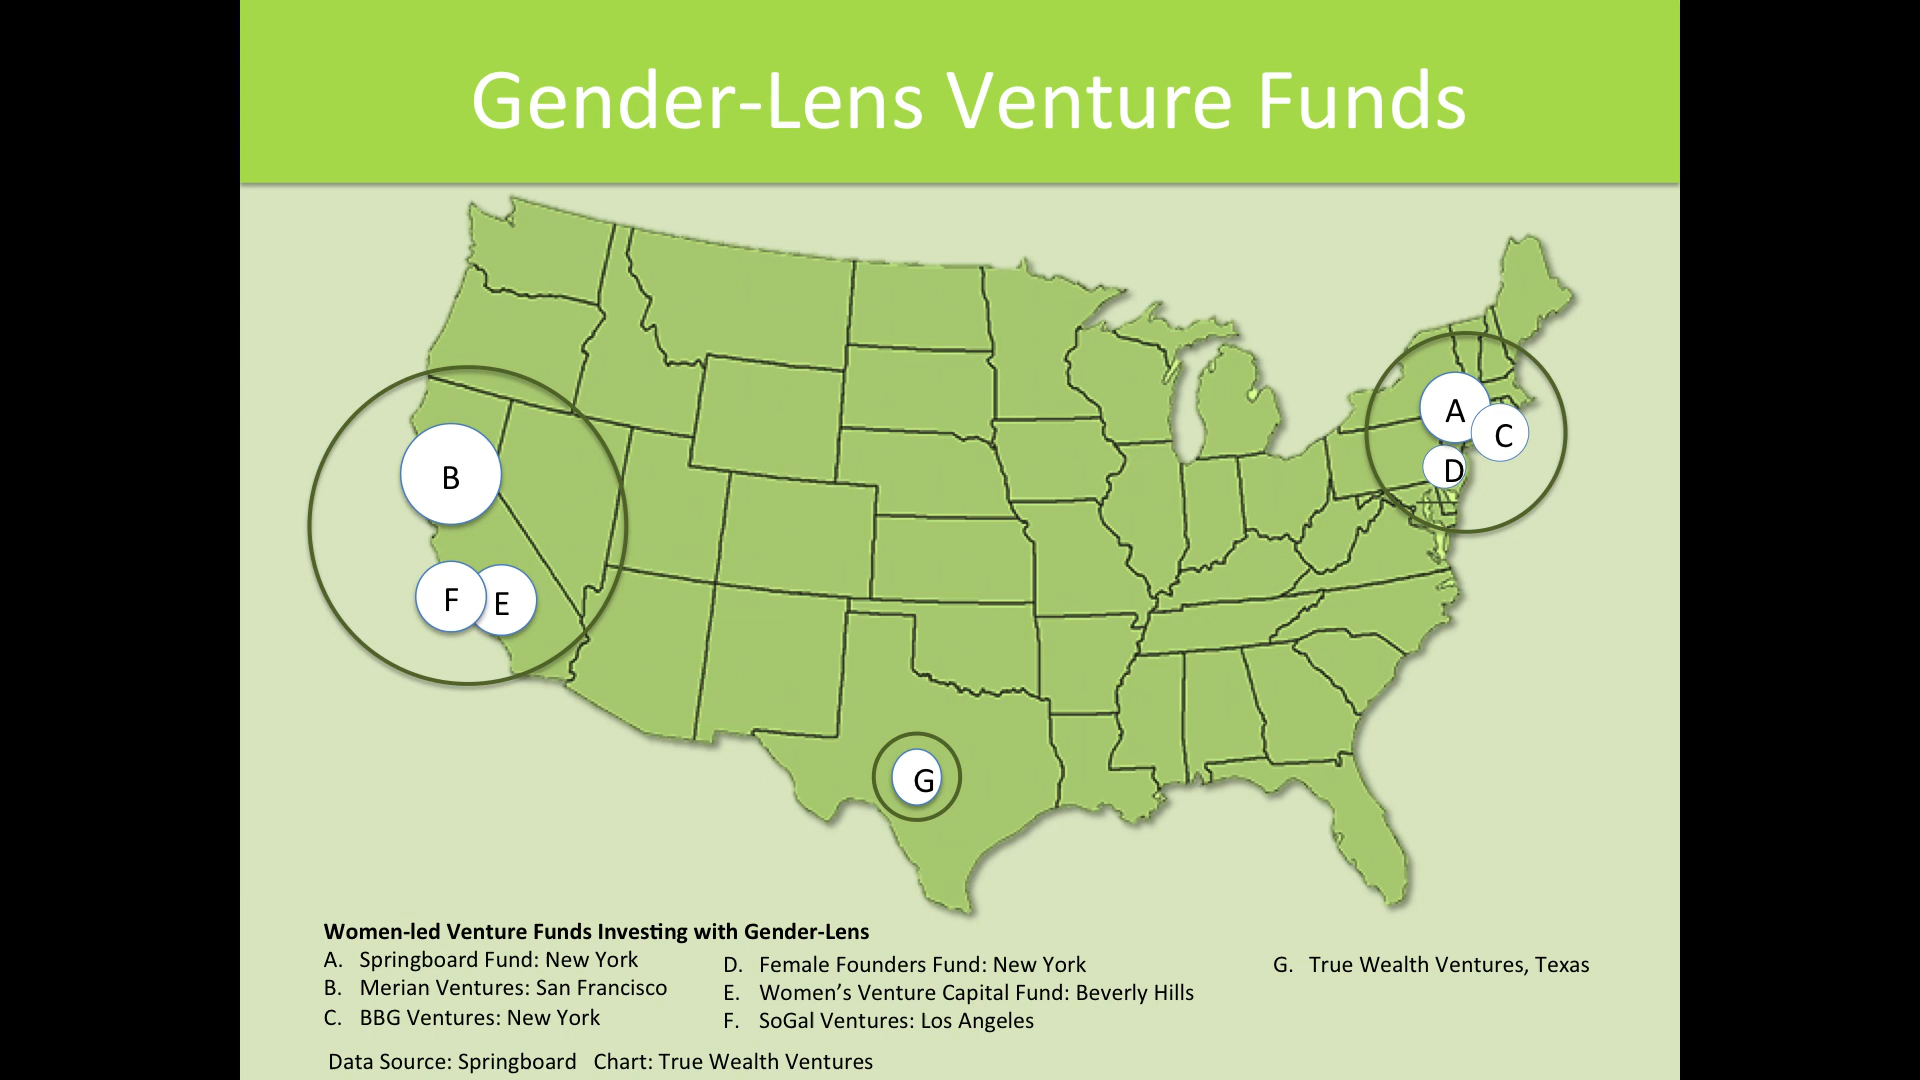 Gender-Lens Venture Funds
A
C
B
D
F
E
G
Women-led Venture Funds Investing with Gender-Lens
A. Springboard Fund: New York
B. Merian Ventures: San Francisco
C. BBG Ventures: New York
D. Female Founders Fund: New York
E. Women’s Venture Capital Fund: Beverly Hills
F. SoGal Ventures: Los Angeles
G. True Wealth Ventures, Texas
Data Source: Springboard Chart: True Wealth Ventures